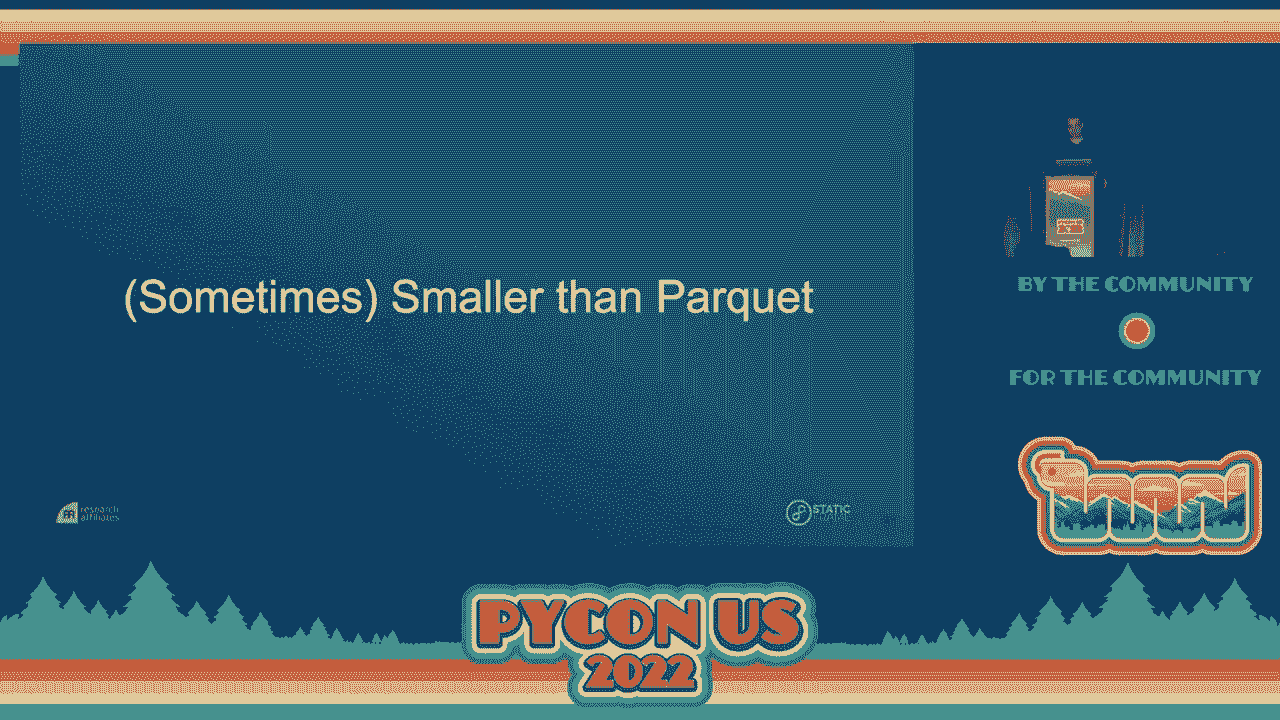 (Sometimes) Smaller than Parquet
research
affiliates
STATIC
BY THE COMMUNITY
FOR THE COMMUNITY
PYCON US
2022